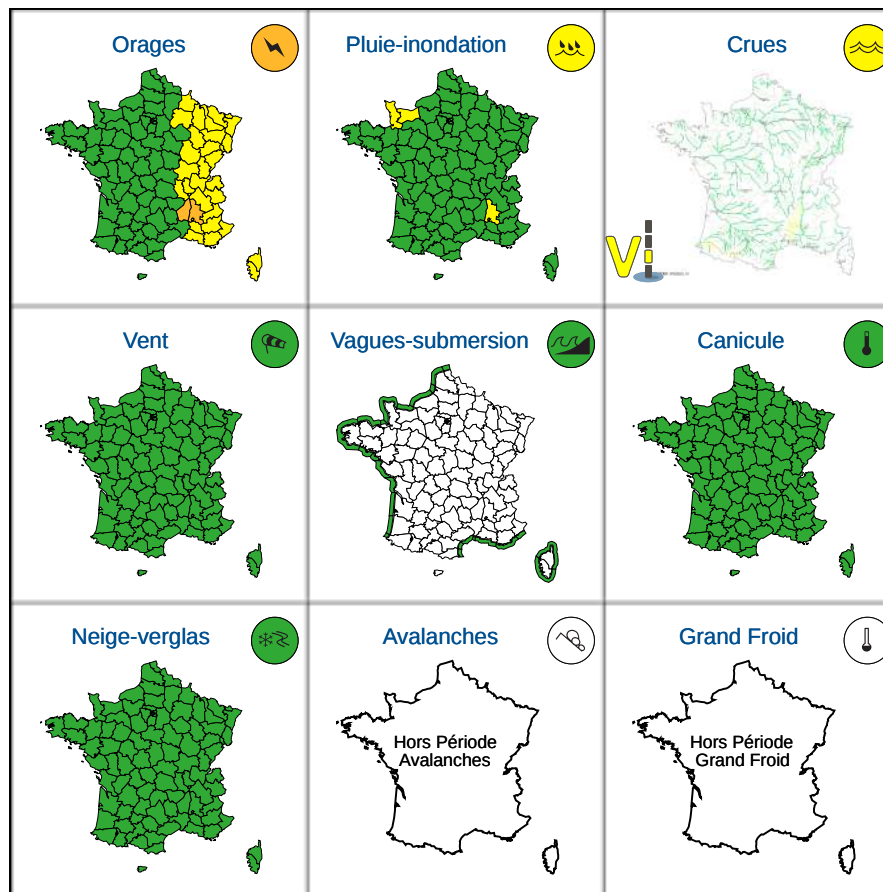 Orages
Pluie-inondation
Crues
Vi
Vent
Vagues-submersion
Canicule
Neige-verglas
Avalanches
Grand Froid
Hors Période
Avalanches
Hors Période
Grand Froid